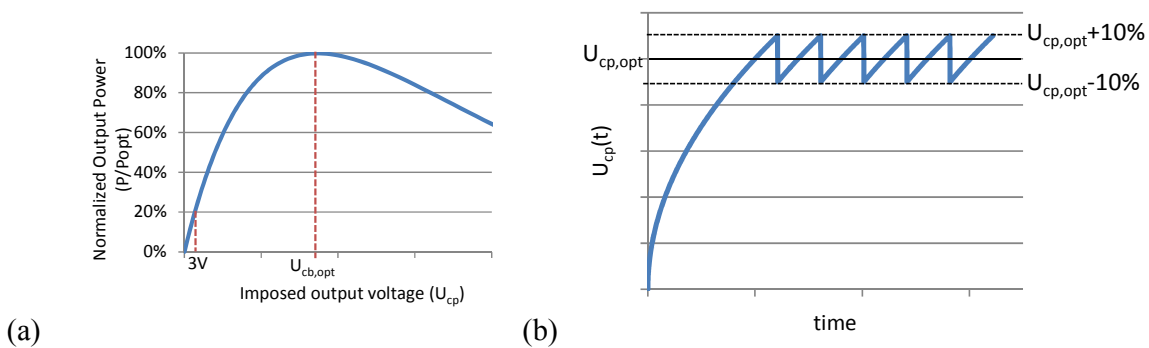 Normalized Output Power
(P/Popt)
100%
80%
60%
40%
20%
0%
3V
Ucb,opt
Imposed output voltage (Ucp)
(a)
Ucp(t)
Ucp,opt
Ucp,opt+10%
Ucp,opt-10%
time
(b)